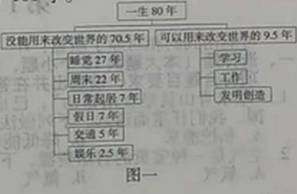 一生 80 年
没能用来改变世界的 70.5 年
可以用来改变世界的 9.5 年
睡觉 27 年
周末 22 年
日常起居 7 年
假日 7 年
交通 5 年
娱乐 2.5 年
学习
工作
发明创造
图一